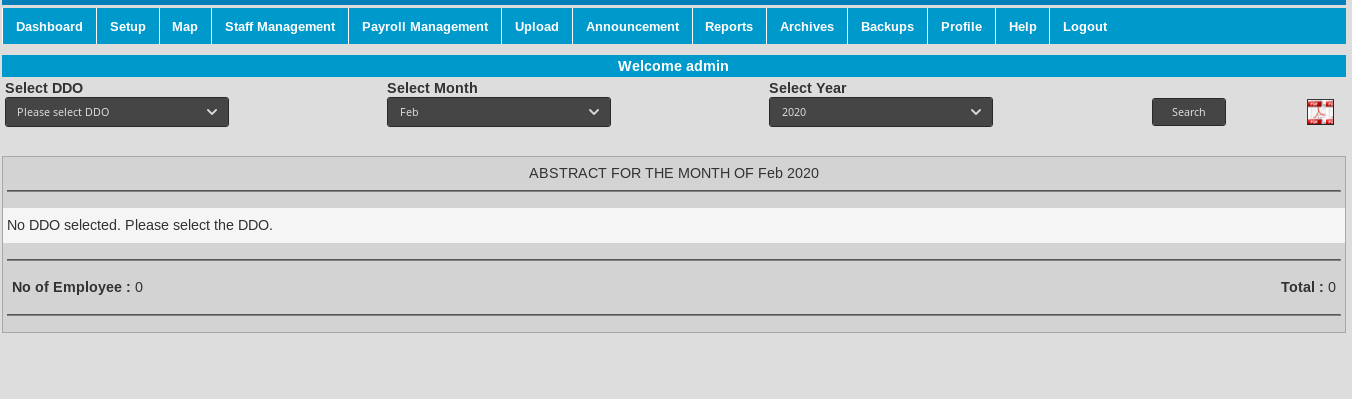 Dashboard Setup Map Staff Management Payroll Management Upload Announcement Reports Archives Backups Profile Help Logout
Welcome admin
Select DDO Select Month Select Year
Please select DDO Feb 2020 Search
ABSTRACT FOR THE MONTH OF Feb 2020
No DDO selected. Please select the DDO.
No of Employee : 0 Total : 0